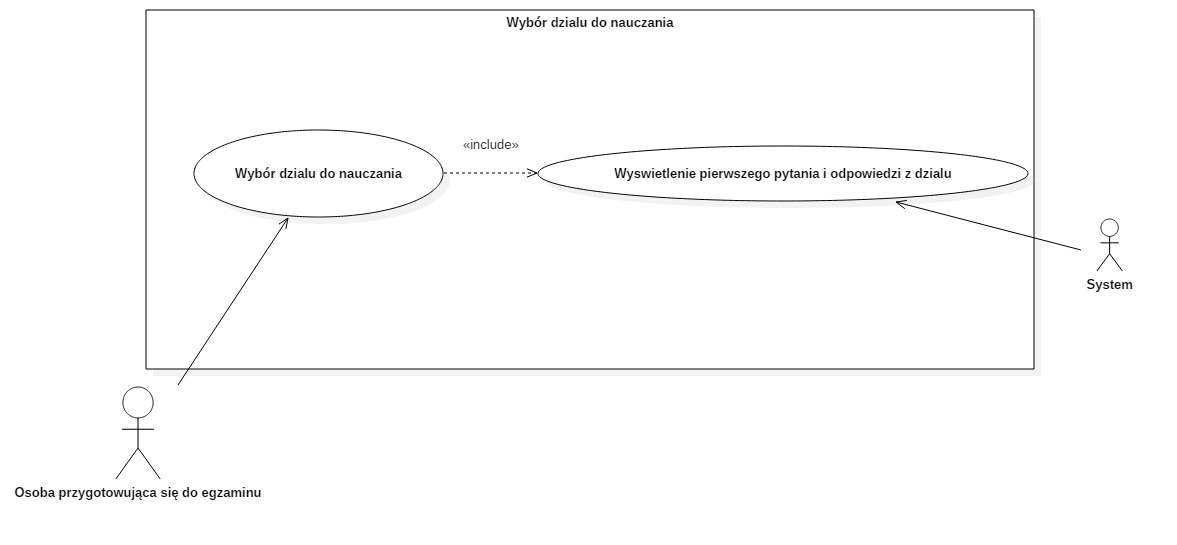 Wybór dzialu do nauczania
«include»
Wybór dzialu do nauczania
Wyswietlenie pierwszego pytania i odpowiedzi z dzialu
System
Osoba przygotowująca się do egzaminu